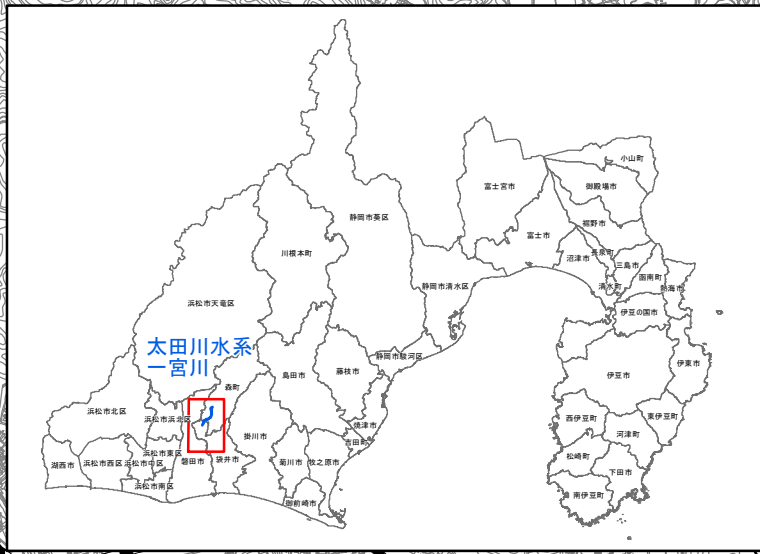 小山町
富士宮市
御殿場市
静岡市葵区
裾野市
富士市
川根本町
長泉町
沼津市
三島市
函南町
静岡市清水区
清水町
熱海市
浜松市天竜区
伊豆の国市
太田川水系
一宮川
静岡市駿河区
伊東市
島田市
藤枝市
伊豆市
森町
浜松市北区
浜松市浜北区
西伊豆町
東伊豆町
焼津市
掛川市
河津町
吉田町
浜松市東区
松崎町
湖西市
浜松市西区
浜松市中区
磐田市
袋井市
菊川市
牧之原市
下田市
浜松市南区
南伊豆町
御前崎市